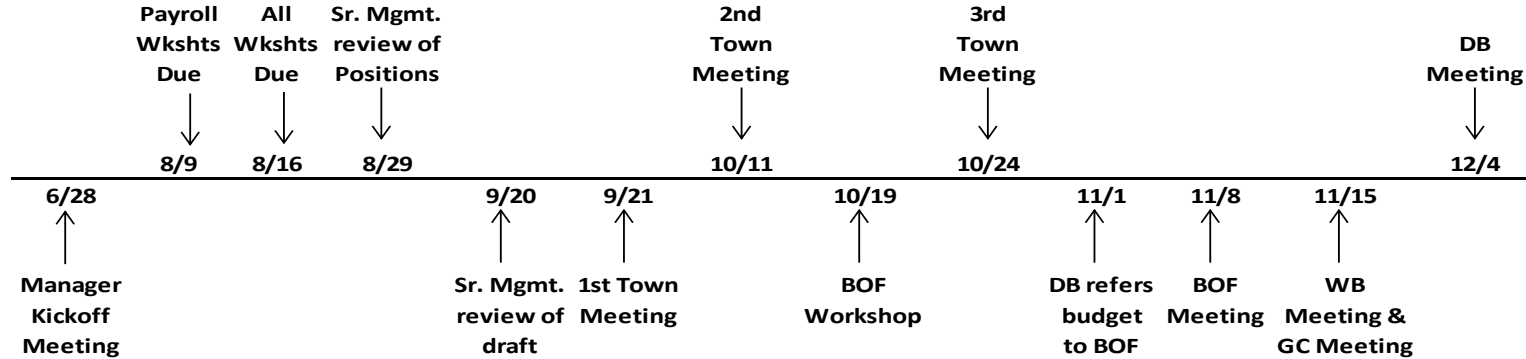 Payroll
Wkshts
Due
All
Wkshts
Due
Sr. Mgmt.
review of
Positions
2nd
Town
Meeting
3rd
Town
Meeting
DB
Meeting
8/9
8/16
8/29
10/11
10/24
12/4
6/28
9/20
9/21
10/19
11/1
11/8
11/15
Manager
Kickoff
Meeting
Sr. Mgmt.
review of
draft
1st Town
Meeting
BOF
Workshop
DB refers
budget
to BOF
BOF
Meeting
WB
Meeting &
GC Meeting